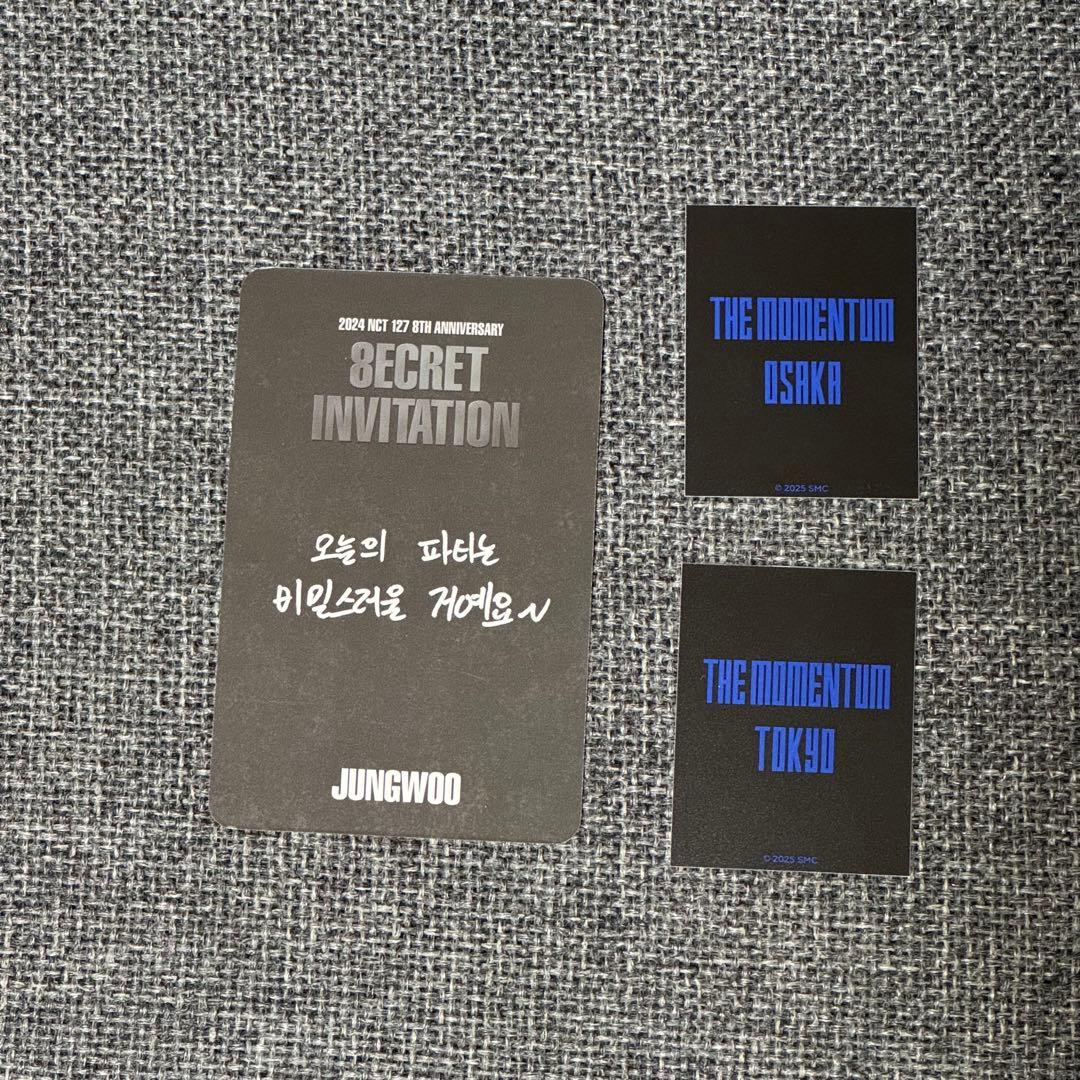 2024 NCT 127 8TH ANNIVERSARY
8ECRET
INVITATION
오늘의 파티는
비밀스러울 거예요~
JUNGWOO
THE MOMENTUM
OSAKA
© 2025 SMC
THE MOMENTUM
TOKYO
© 2025 SMC